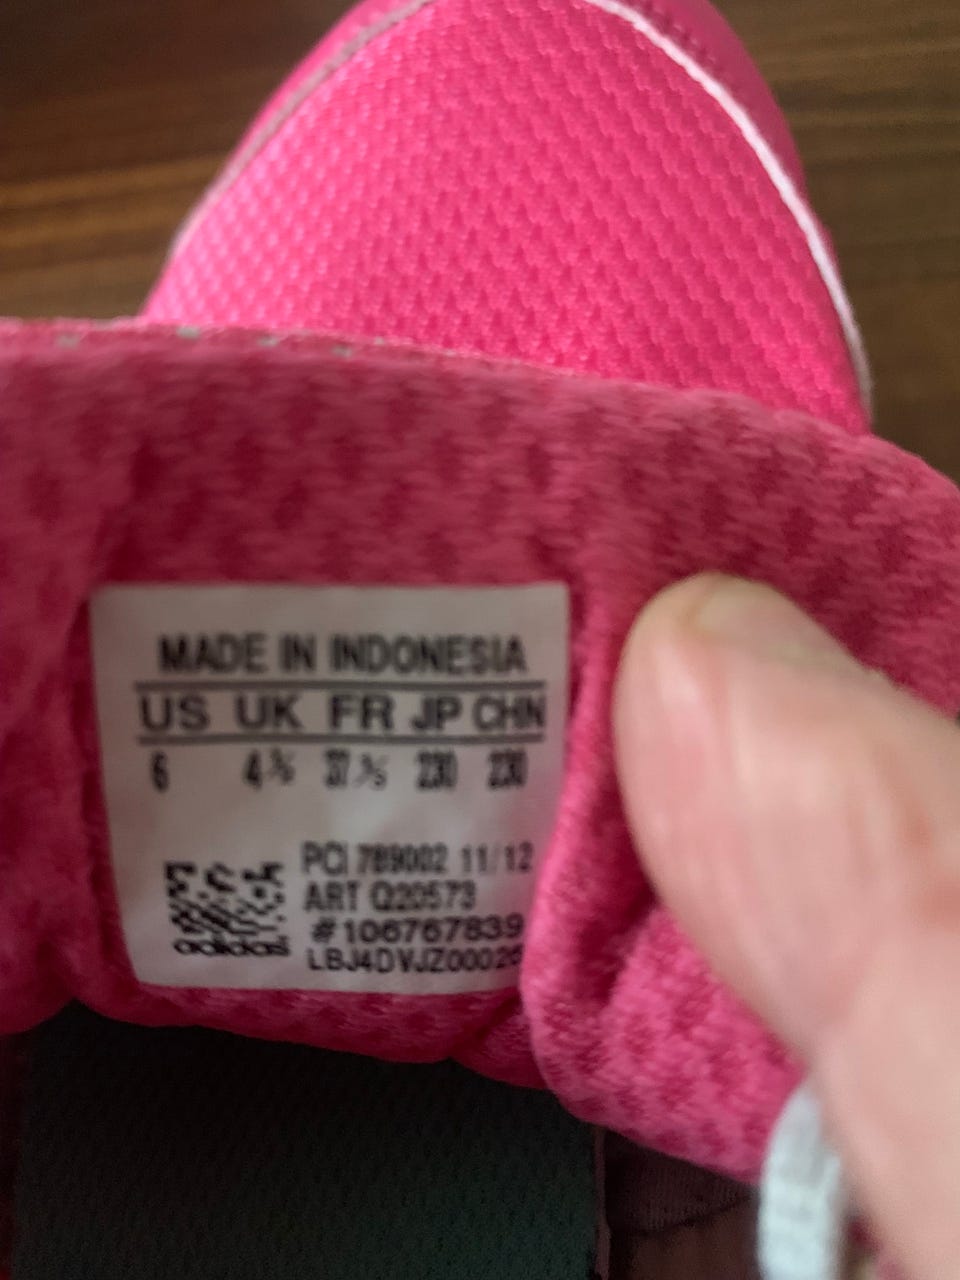 MADE IN INDONESIA
US UK FR JP CHN
6 4½ 37⅓ 230 230
PCI 789002 11/12
ART Q20573
#106767839
LBJ4DVJZ00026